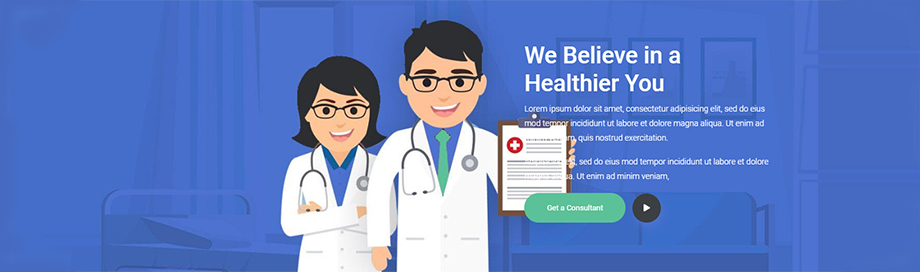 We Believe in a
Healthier You
Lorem ipsum dolor sit amet, consectetur adipisicing elit, sed do eius
mod tempor incididunt ut labore et dolore magna aliqua. Ut enim ad
quis nostrud exercitation.
sed do eius mod tempor incididunt ut labore et dolore
Ut enim ad minim veniam,
Get a Consultant